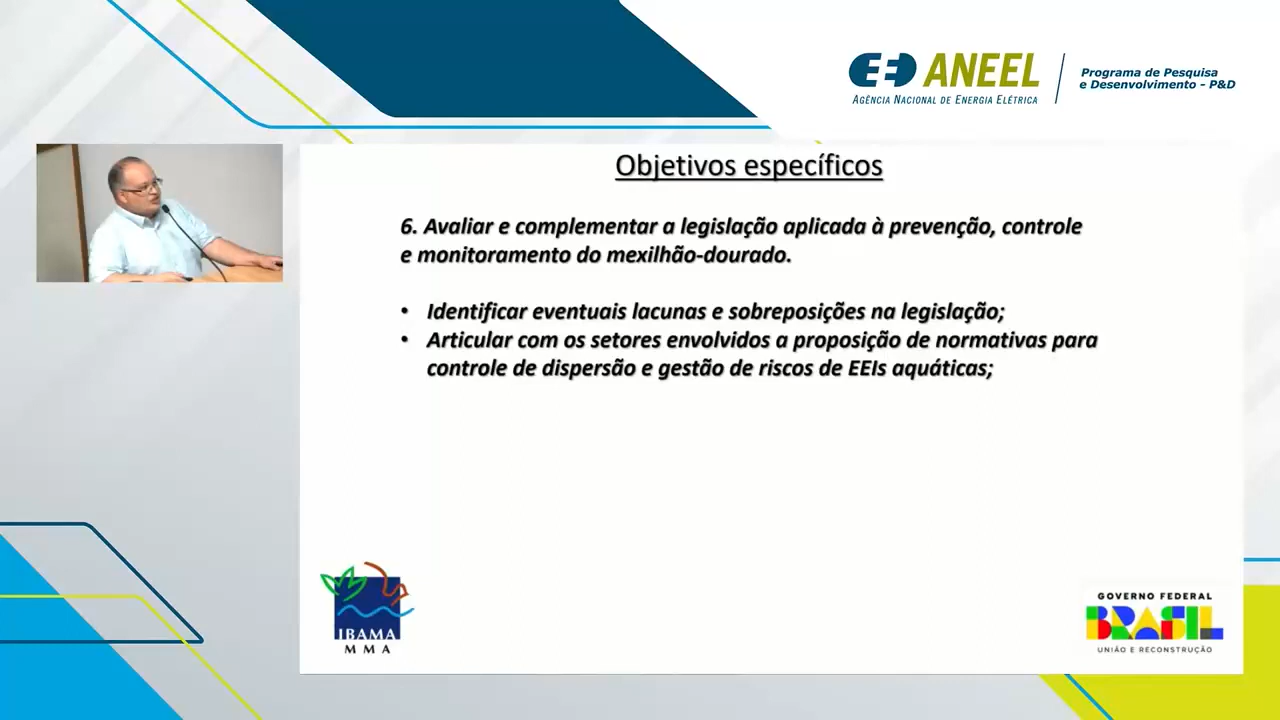 ANEEL
AGÊNCIA NACIONAL DE ENERGIA ELÉTRICA
Programa de Pesquisa
e Desenvolvimento - P&D
Objetivos específicos
6. Avaliar e complementar a legislação aplicada à prevenção, controle
e monitoramento do mexilhão-dourado.
• Identificar eventuais lacunas e sobreposições na legislação;
• Articular com os setores envolvidos a proposição de normativas para
controle de dispersão e gestão de riscos de EEIs aquáticas;
IBAMA
MMA
GOVERNO FEDERAL
BRASIL
UNIÃO E RECONSTRUÇÃO